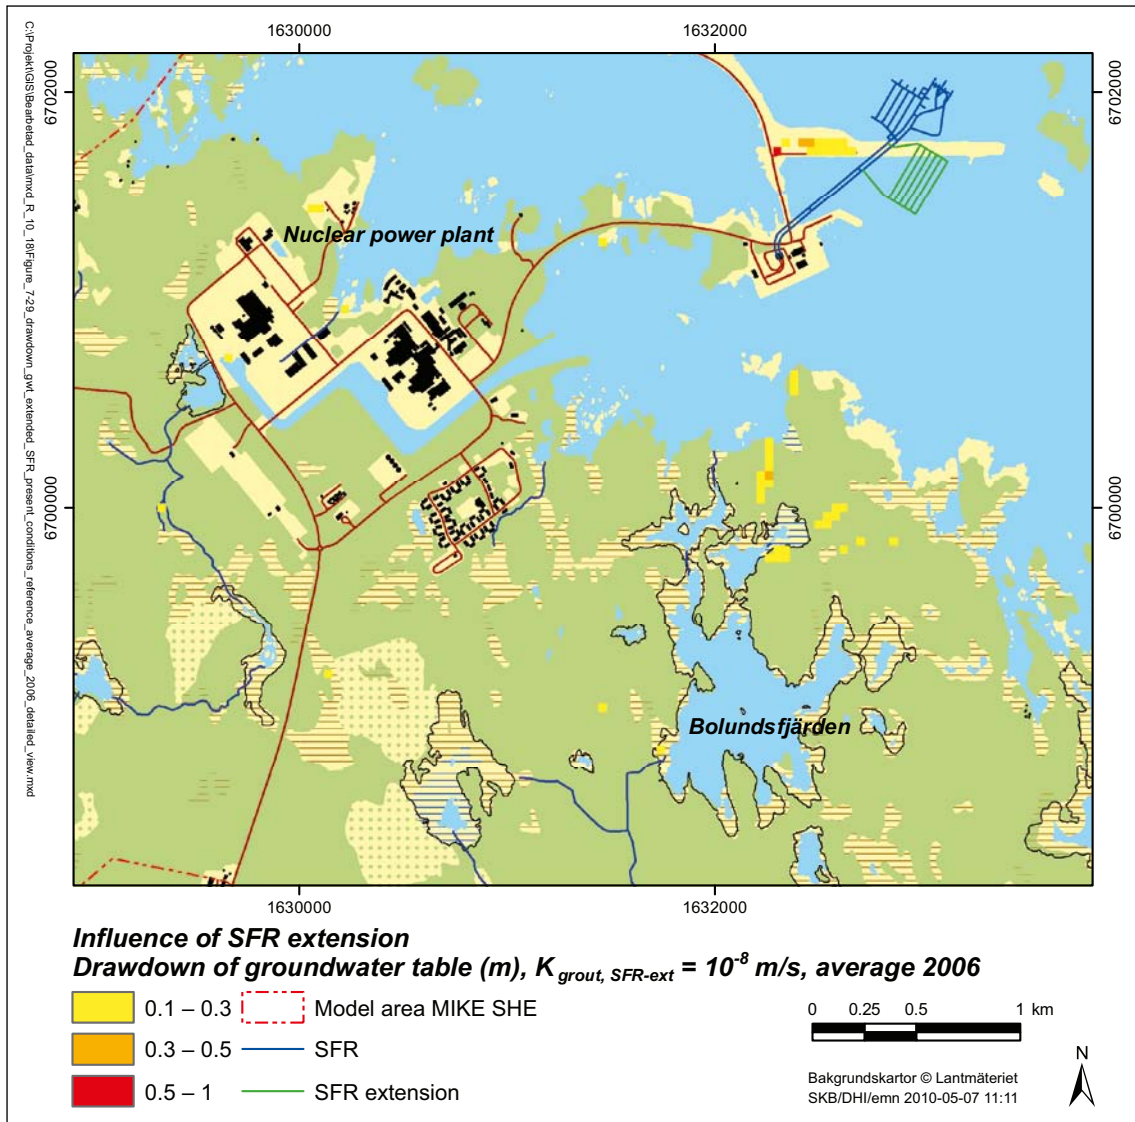 1630000
1632000
6702000
6702000
C:\Projekt\GIS\Bearbetad_data\mxd_R_10_18\Figure_7-29_drawdown_gwt_extended_SFR_present_conditions_reference_average_2006_detailed_view.mxd
Nuclear power plant
6700000
6700000
Bolundsfjärden
1630000
1632000
Influence of SFR extension
Drawdown of groundwater table (m), K grout, SFR-ext = 10-8 m/s, average 2006
0.1 – 0.3 Model area MIKE SHE
0.3 – 0.5 SFR
0.5 – 1 SFR extension
0 0.25 0.5 1 km
N
Bakgrundskartor © Lantmäteriet
SKB/DHI/emn 2010-05-07 11:11